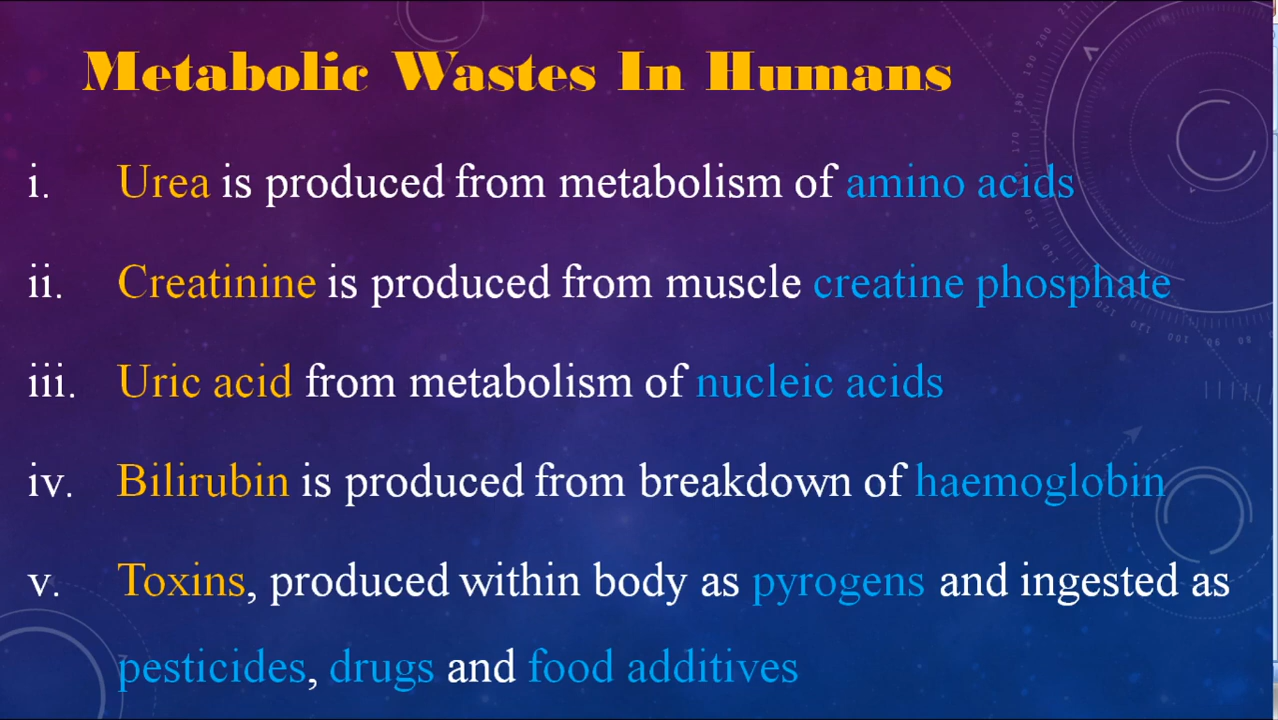 Metabolic Wastes In Humans
i. Urea is produced from metabolism of amino acids
ii. Creatinine is produced from muscle creatine phosphate
iii. Uric acid from metabolism of nucleic acids
iv. Bilirubin is produced from breakdown of haemoglobin
v. Toxins, produced within body as pyrogens and ingested as
pesticides, drugs and food additives